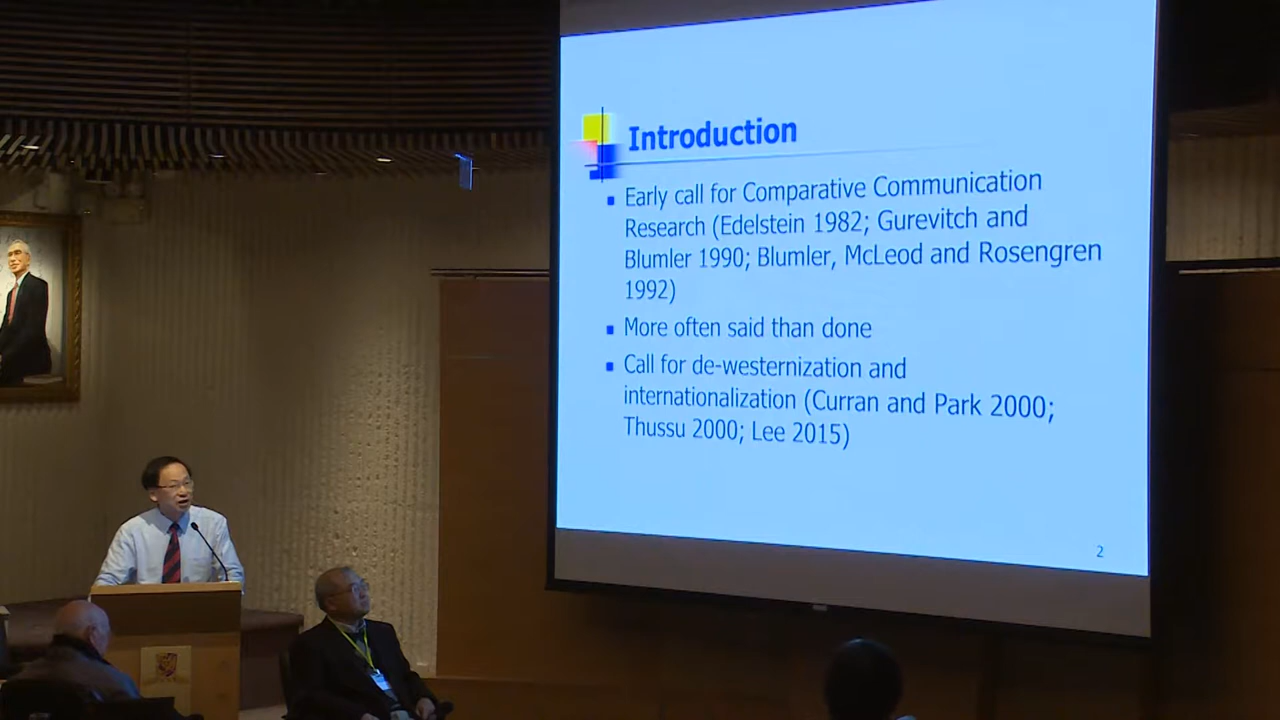 Introduction
Early call for Comparative Communication
Research (Edelstein 1982; Gurevitch and
Blumler 1990; Blumler, McLeod and Rosengren
1992)
More often said than done
Call for de-westernization and
internationalization (Curran and Park 2000;
Thussu 2000; Lee 2015)
2